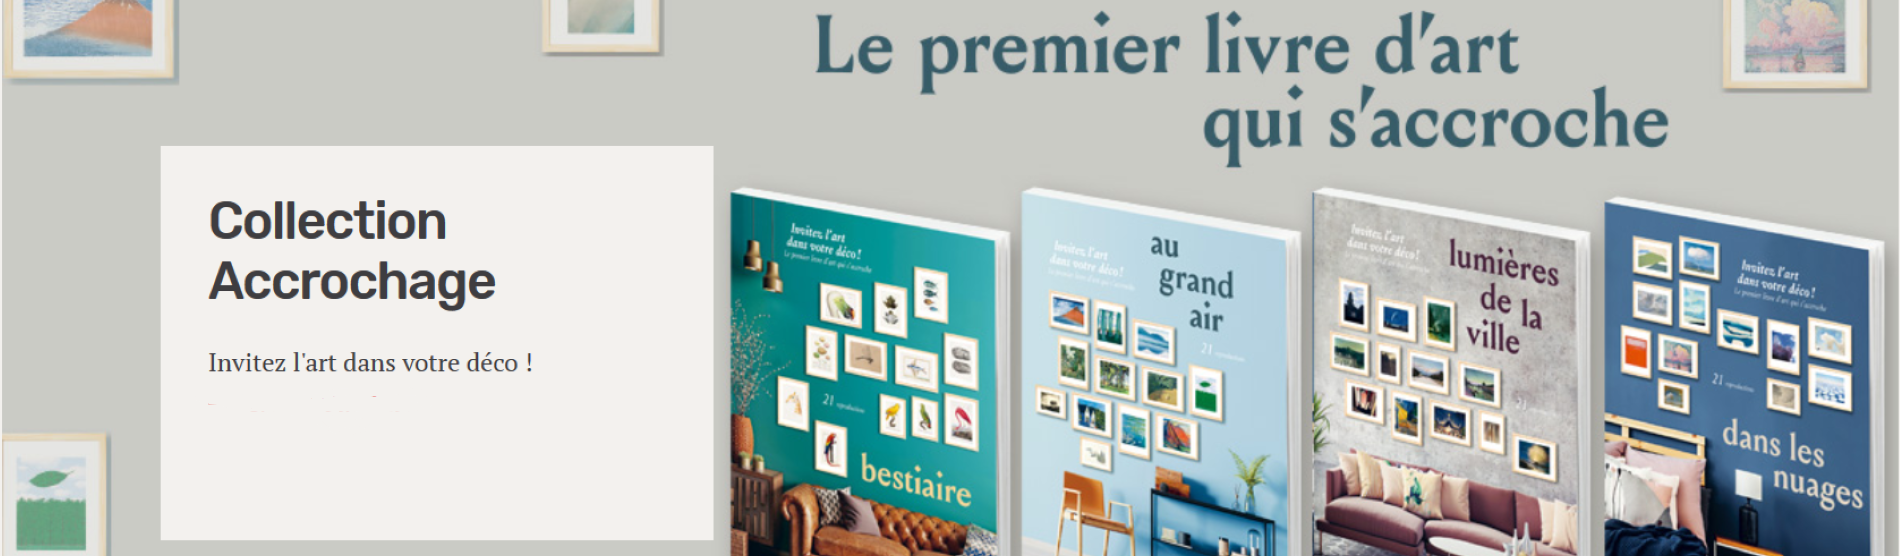 Le premier livre d'art
qui s'accroche
Collection
Accrochage
Invitez l'art dans votre déco !
Invitez l'art
dans votre déco !
Le premier livre d'art qui s'accroche
21 reproductions
bestiaire
Invitez l'art
dans votre déco !
au
grand
air
21 reproductions
Invitez l'art
dans votre déco !
lumières
de la
ville
21
Invitez l'art
dans votre déco !
Le premier livre d'art qui s'accroche
21 reproductions
dans les
nuages